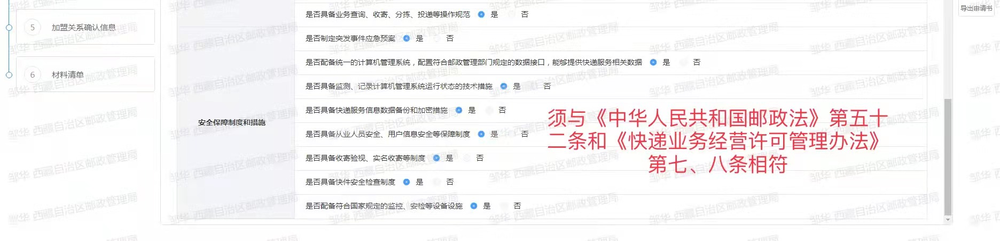 是否具备业务查询、收寄、分拣、投递等操作规范 是 否
导出申请书
5 加盟关系确认信息
是否制定突发事件应急预案 是 否
是否配备统一的计算机管理系统，配置符合邮政管理部门规定的数据接口，能够提供快递服务相关数据 是 否
6 材料清单
是否具备监测、记录计算机管理系统运行状态的技术措施 是 否
是否具备快递服务信息数据备份和加密措施 是 否
安全保障制度和措施
是否具备从业人员安全、用户信息安全等保障制度 是 否
是否具备收寄验视、实名收寄等制度 是 否
是否具备快件安全检查制度 是 否
是否配备符合国家规定的监控、安检等设备设施 是 否
须与《中华人民共和国邮政法》第五十
二条和《快递业务经营许可管理办法》
第七、八条相符
邹华 西藏自治区邮政管理局